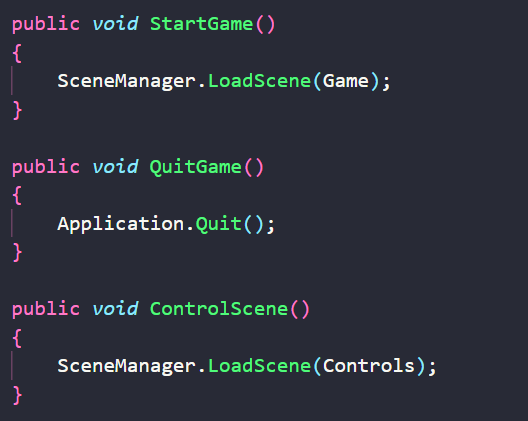 public void StartGame()
{
    SceneManager.LoadScene(Game);
}

public void QuitGame()
{
    Application.Quit();
}

public void ControlScene()
{
    SceneManager.LoadScene(Controls);
}